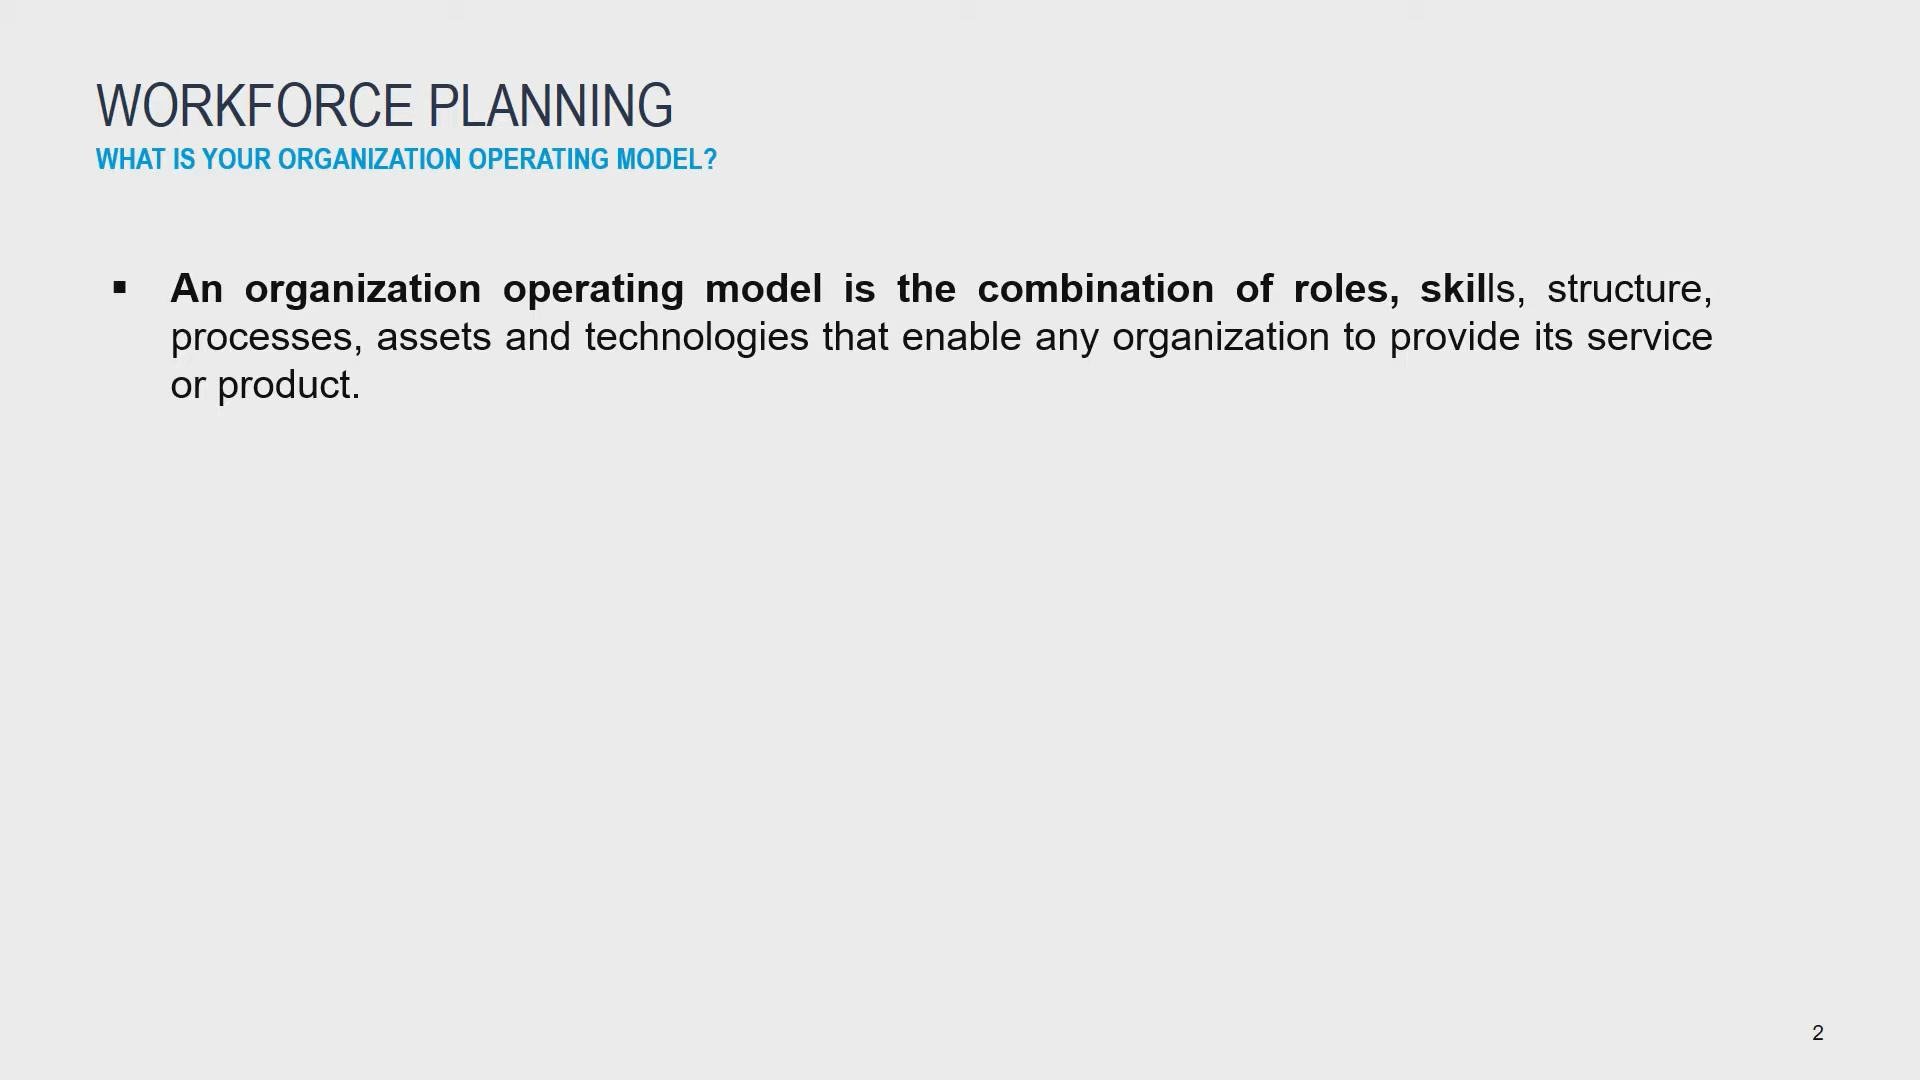 WORKFORCE PLANNING
WHAT IS YOUR ORGANIZATION OPERATING MODEL?
▪ An organization operating model is the combination of roles, skills, structure,
processes, assets and technologies that enable any organization to provide its service
or product.
2